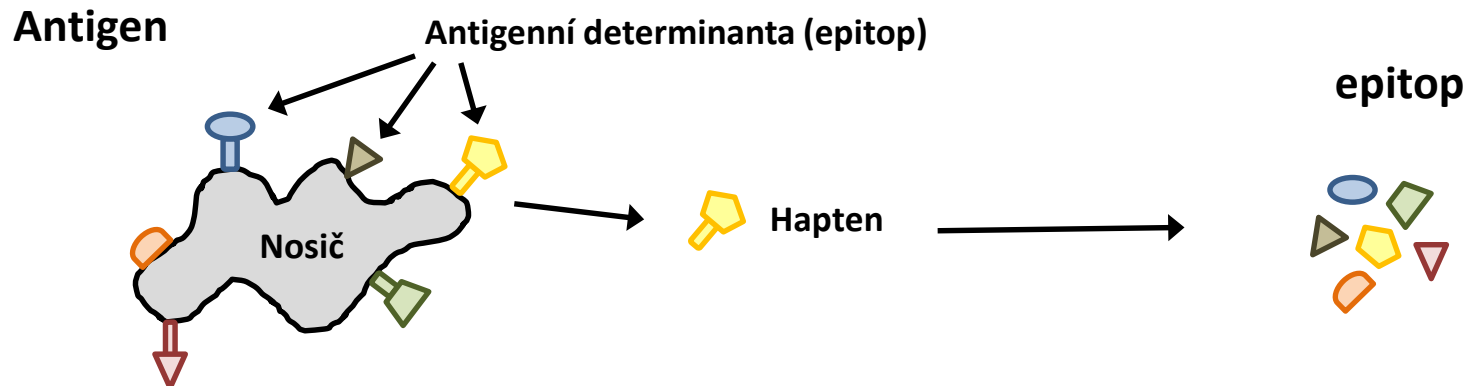 Antigen
Antigenní determinanta (epitop)
epitop
Nosič
Hapten